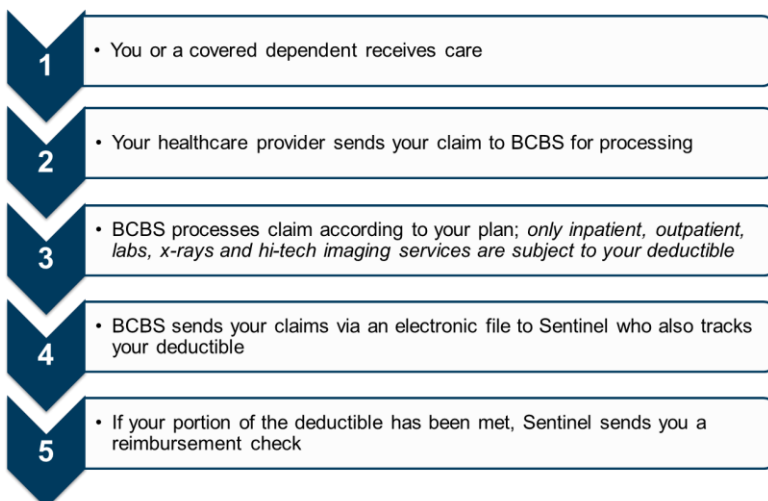 1
• You or a covered dependent receives care
2
• Your healthcare provider sends your claim to BCBS for processing
3
• BCBS processes claim according to your plan; only inpatient, outpatient,
labs, x-rays and hi-tech imaging services are subject to your deductible
4
• BCBS sends your claims via an electronic file to Sentinel who also tracks
your deductible
5
• If your portion of the deductible has been met, Sentinel sends you a
reimbursement check